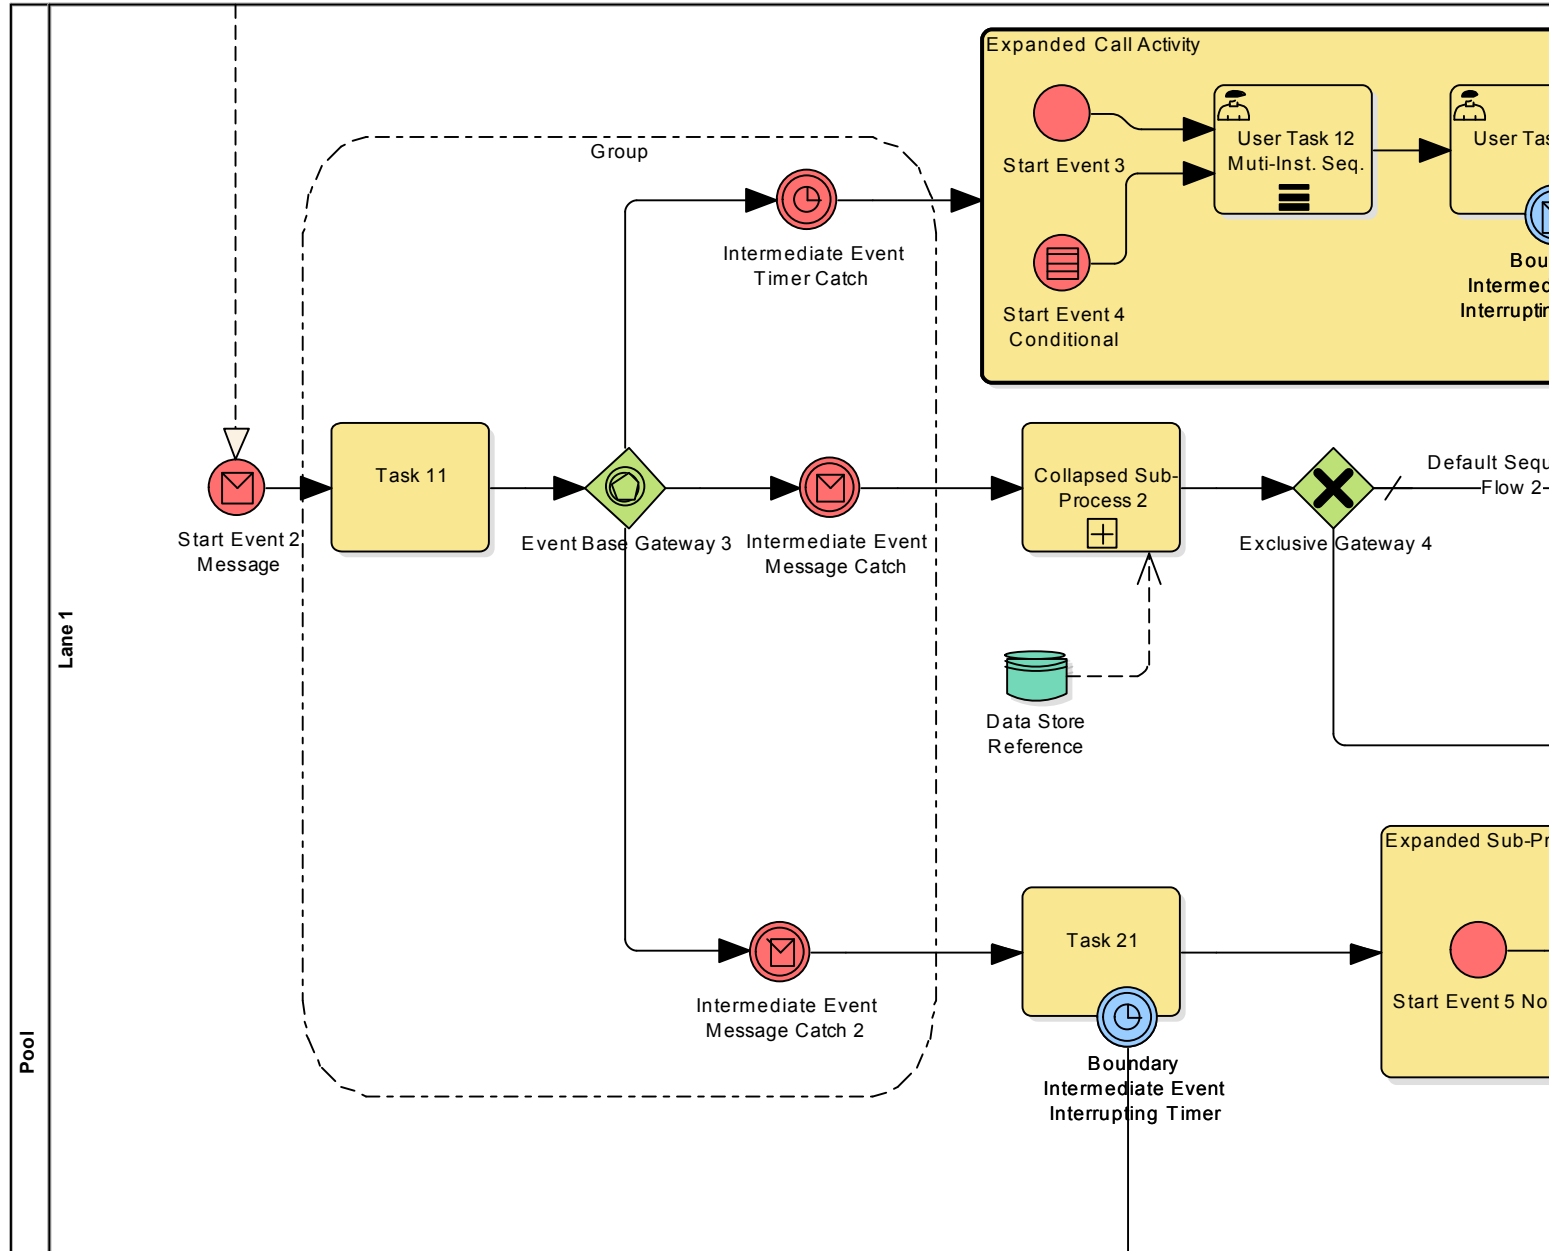 Expanded Call Activity
Start Event 3
User Task 12
Muti-Inst. Seq.
Start Event 4
Conditional
Group
Intermediate Event
Timer Catch
Start Event 2
Message
Task 11
Event Base Gateway 3
Intermediate Event
Message Catch
Collapsed Sub-
Process 2
Exclusive Gateway 4
Flow 2
Data Store
Reference
Intermediate Event
Message Catch 2
Task 21
Boundary
Intermediate Event
Interrupting Timer
Expanded Sub-Pr
Start Event 5 No
User Tas
Bou
Intermed
Interruptin
Default Sequ
Lane 1
Pool